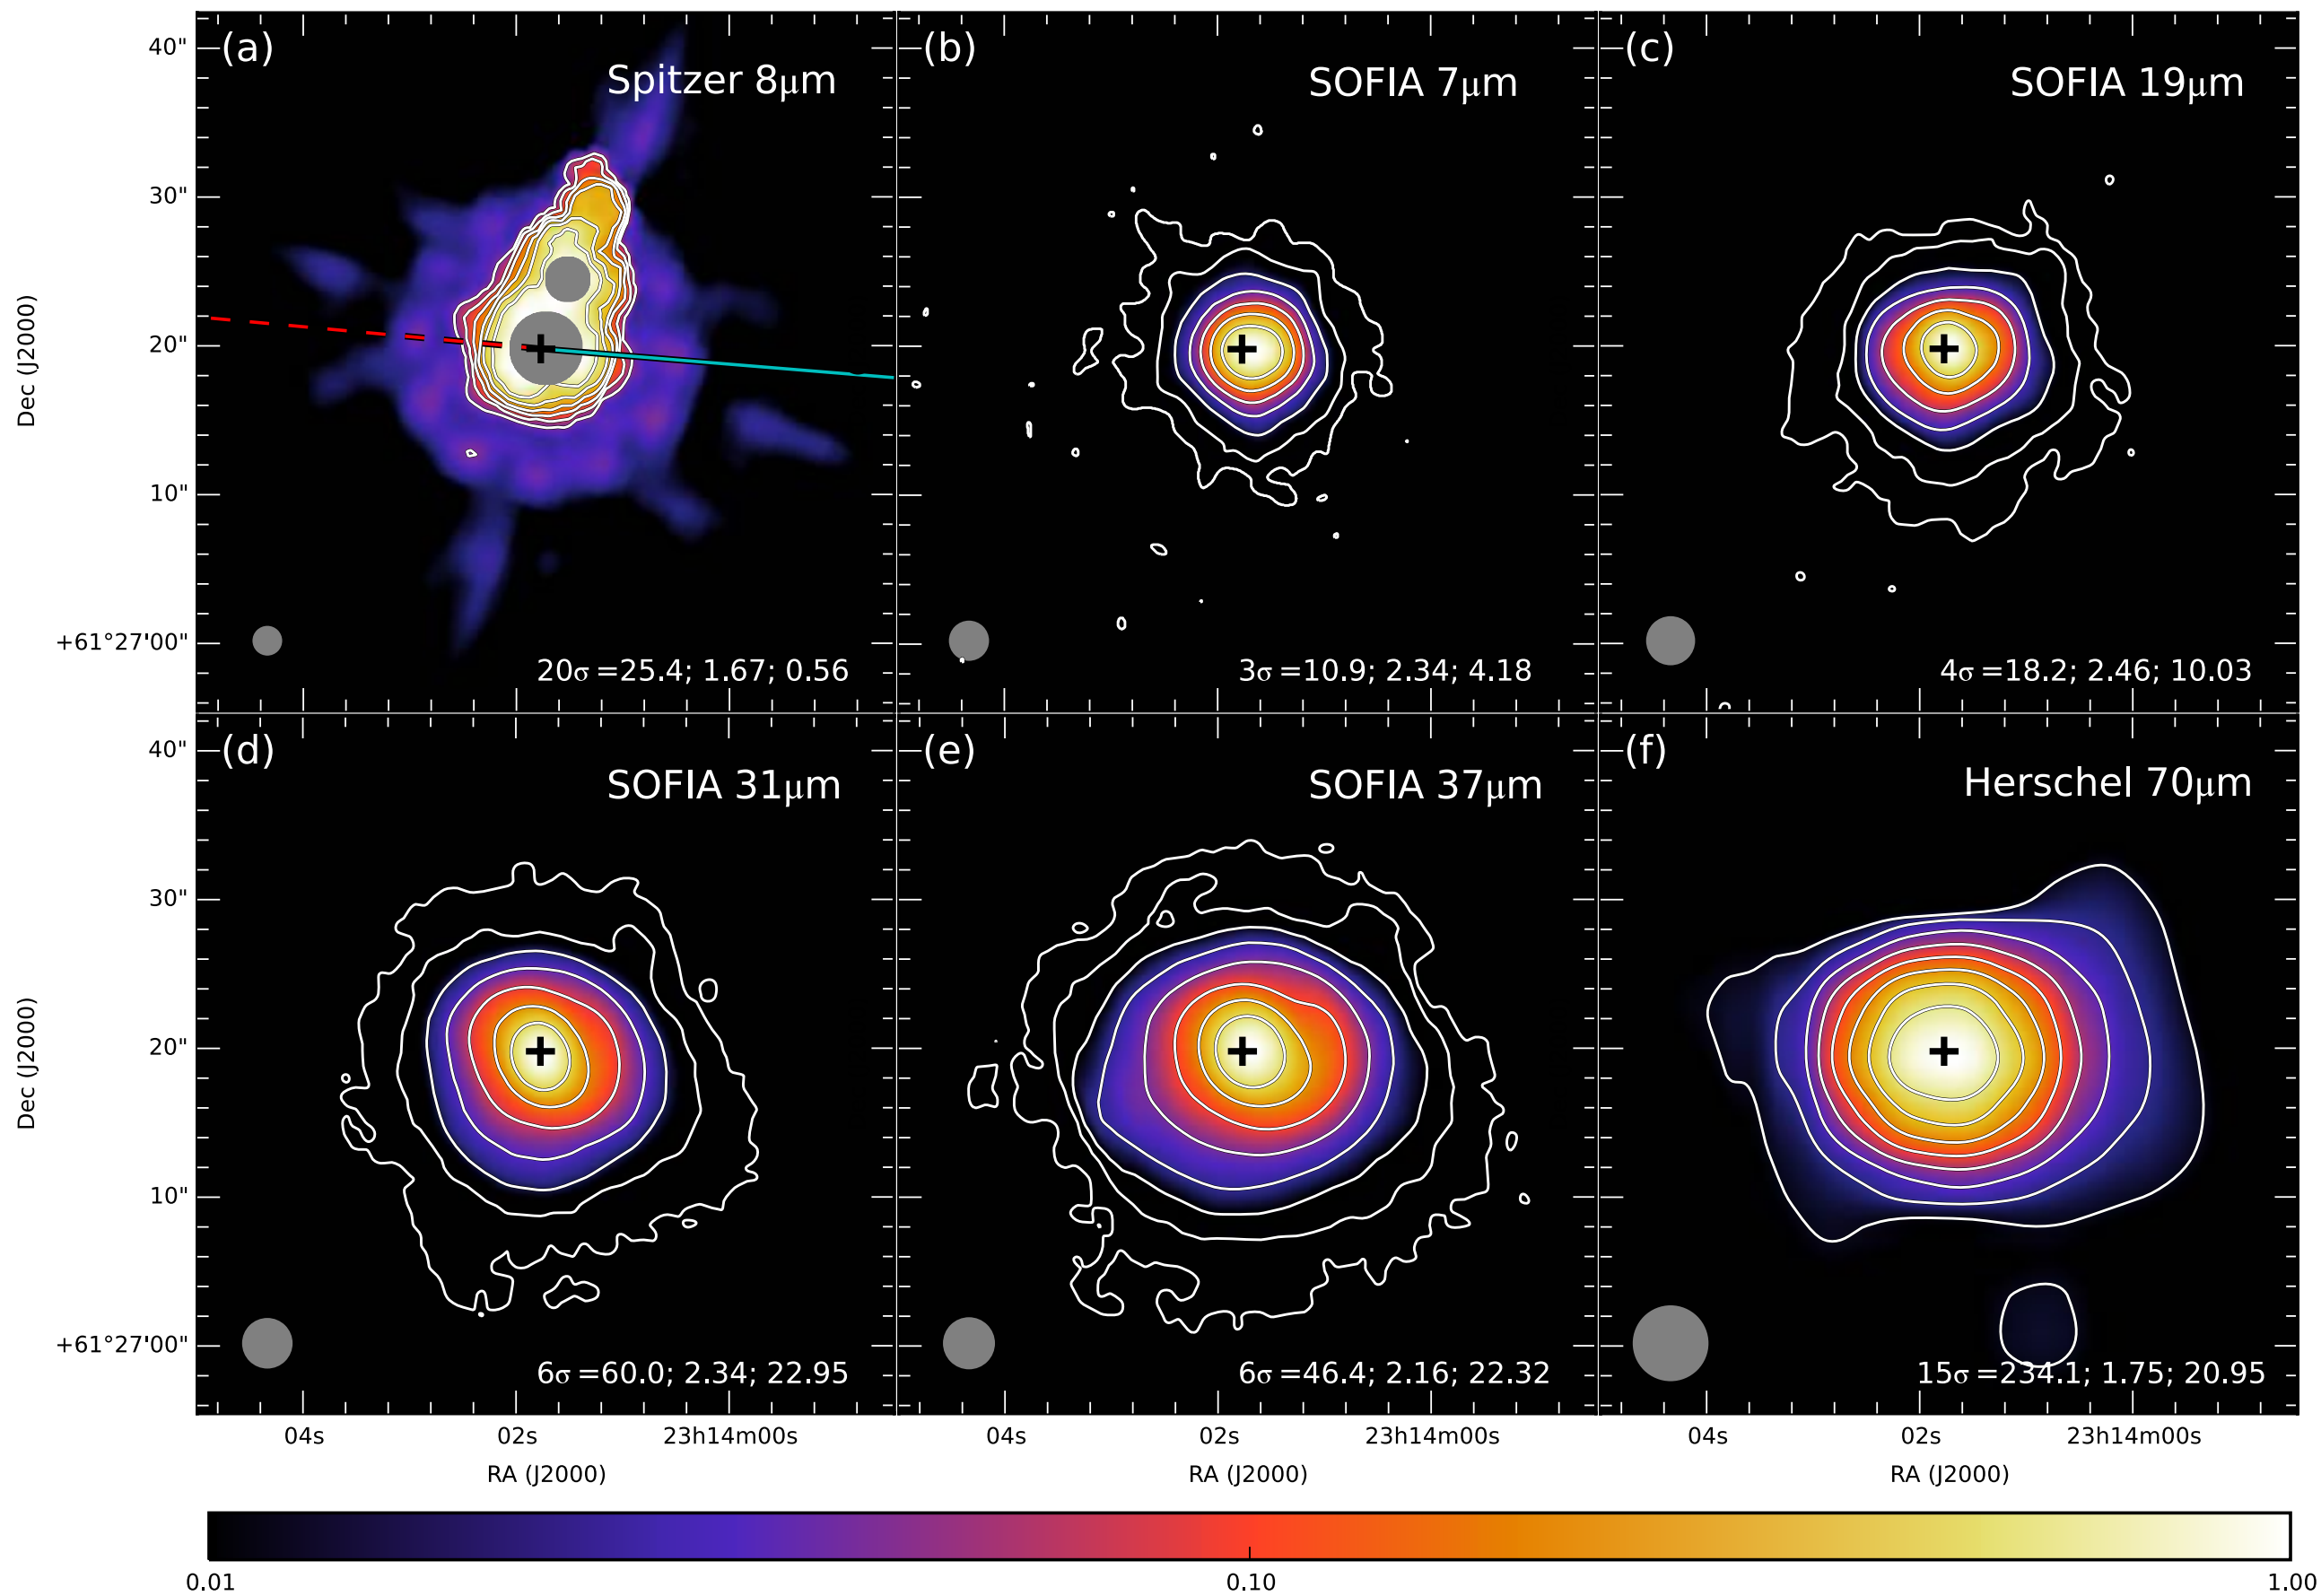 (a)
Spitzer 8μm
(b)
SOFIA 7μm
(c)
SOFIA 19μm
40"
30"
20"
10"
+61°27'00"
Dec (J2000)
20σ =25.4; 1.67; 0.56
3σ =10.9; 2.34; 4.18
4σ =18.2; 2.46; 10.03
(d)
SOFIA 31μm
(e)
SOFIA 37μm
(f)
Herschel 70μm
40"
30"
20"
10"
+61°27'00"
Dec (J2000)
6σ =60.0; 2.34; 22.95
6σ =46.4; 2.16; 22.32
15σ =234.1; 1.75; 20.95
04s 02s 23h14m00s
04s 02s 23h14m00s
04s 02s 23h14m00s
RA (J2000)
RA (J2000)
RA (J2000)
0.01 0.10 1.00